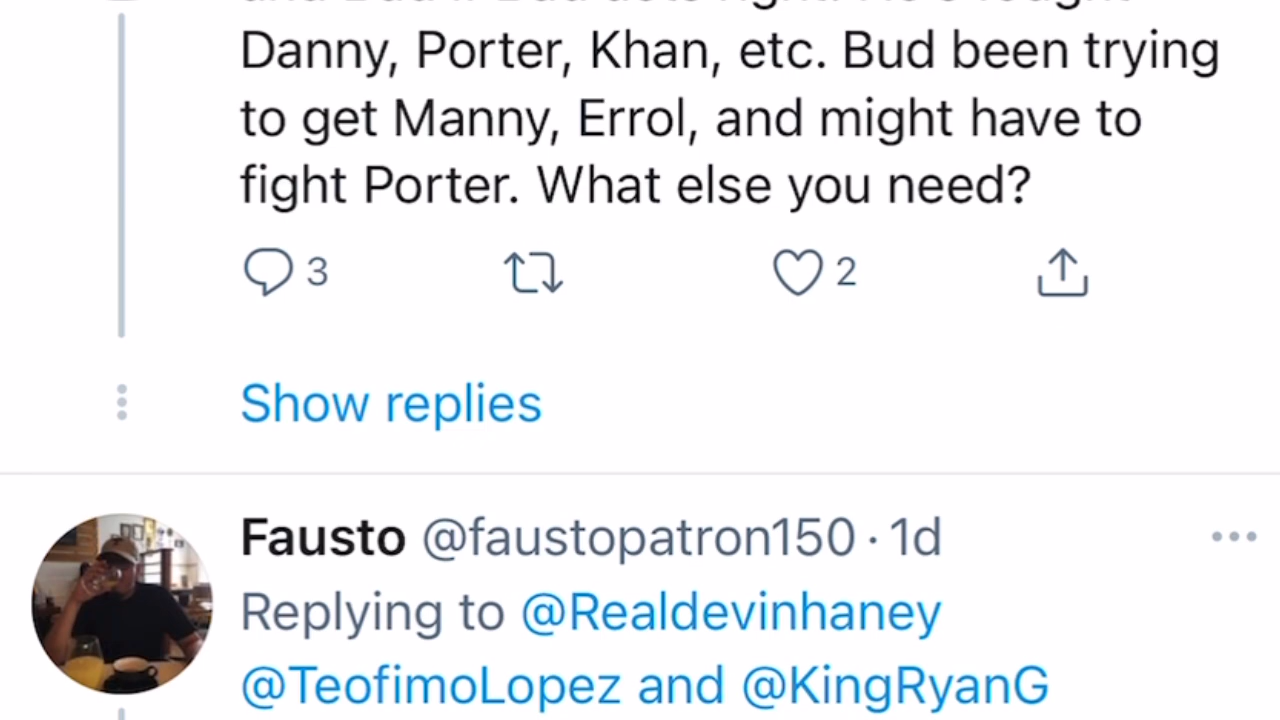 Danny, Porter, Khan, etc. Bud been trying
to get Manny, Errol, and might have to
fight Porter. What else you need?
3 2
Show replies
Fausto @faustopatron150 · 1d
Replying to @Realdevinhaney
@TeofimoLopez and @KingRyanG